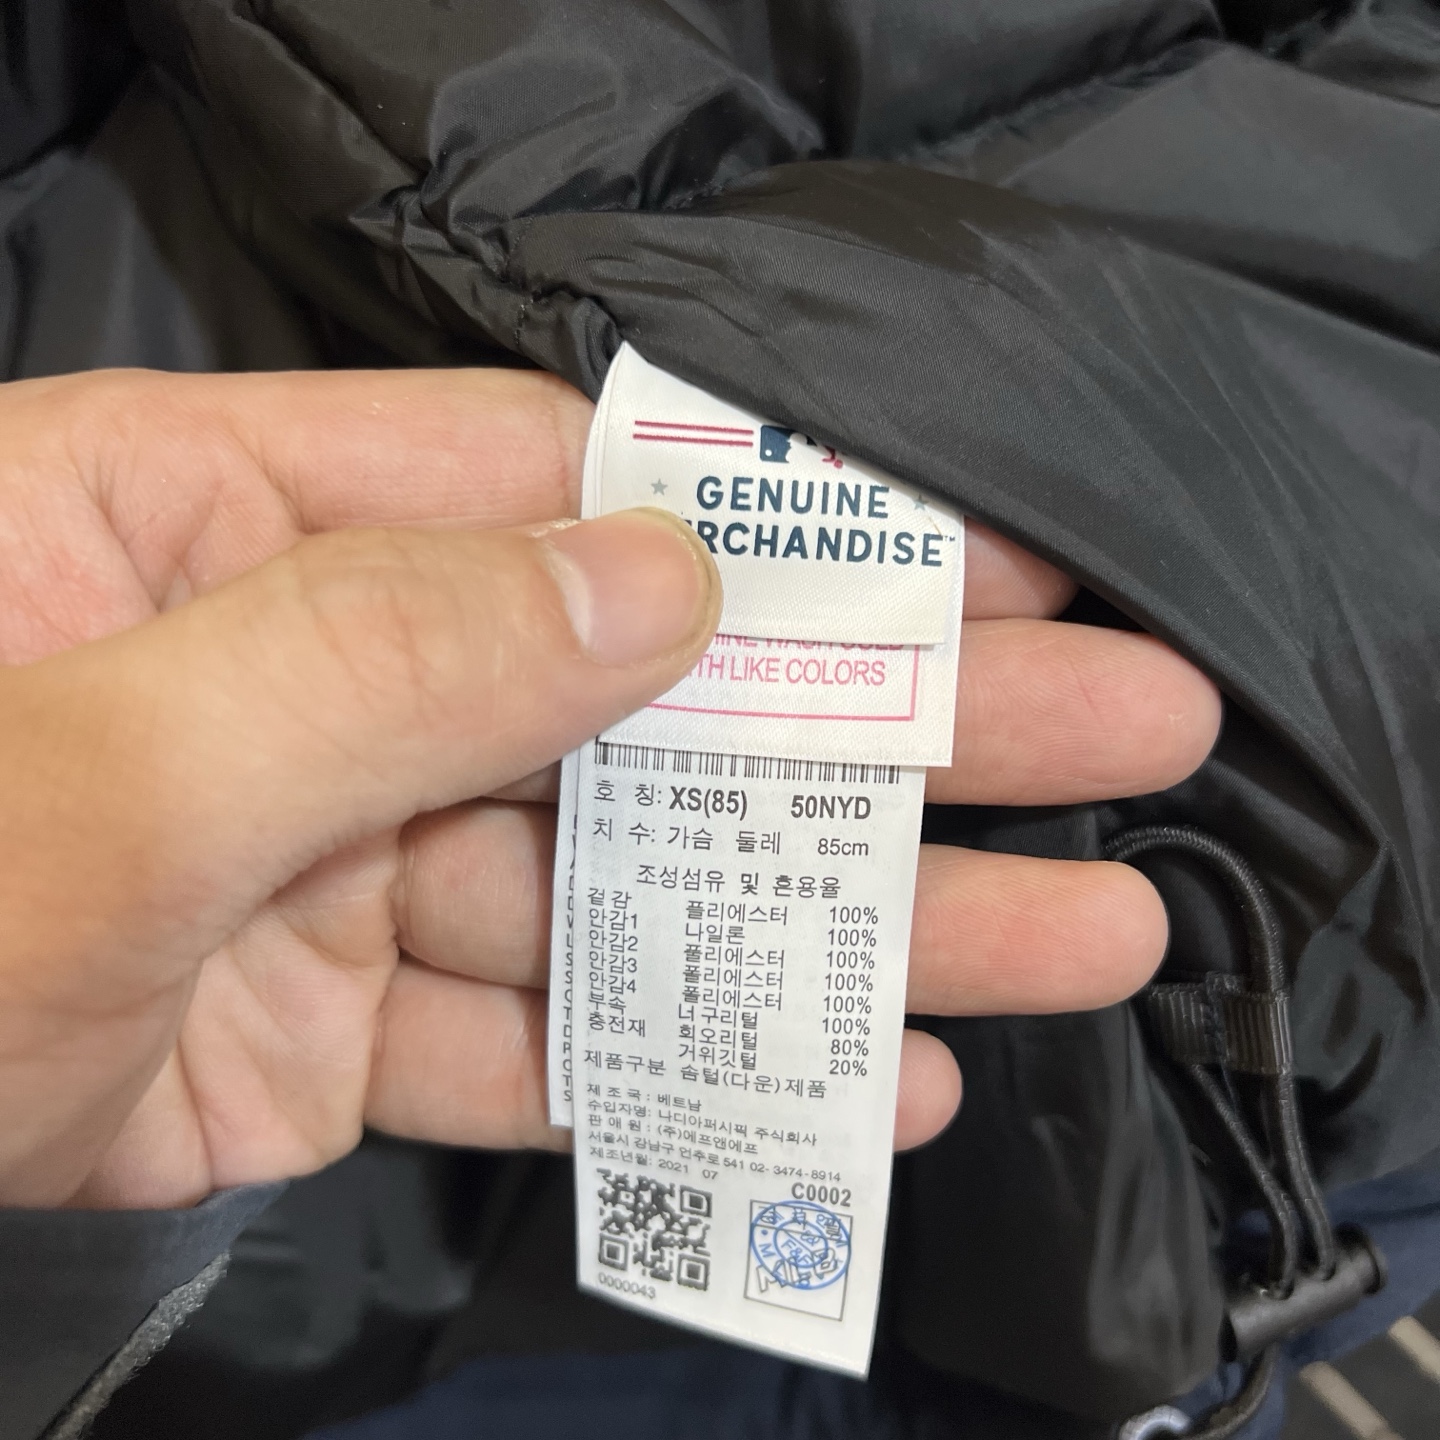 GENUINE
RCHANDISE™
TH LIKE COLORS
호 칭: XS(85) 50NYD
치 수: 가슴 둘레 85cm
조성섬유 및 혼용율
겉감 폴리에스터 100%
안감1 나일론 100%
안감2 폴리에스터 100%
안감3 폴리에스터 100%
안감4 폴리에스터 100%
부속 너구리털 100%
충전재 회오리털 80%
거위깃털 20%
제품구분 솜털(다운)제품
제 조 국 : 베트남
수입자명: 나디아퍼시픽 주식회사
판 매 원 : (주)에프앤에프
서울시 강남구 언주로 541 02-3474-8914
제조년월: 2021 07
C0002
0000043